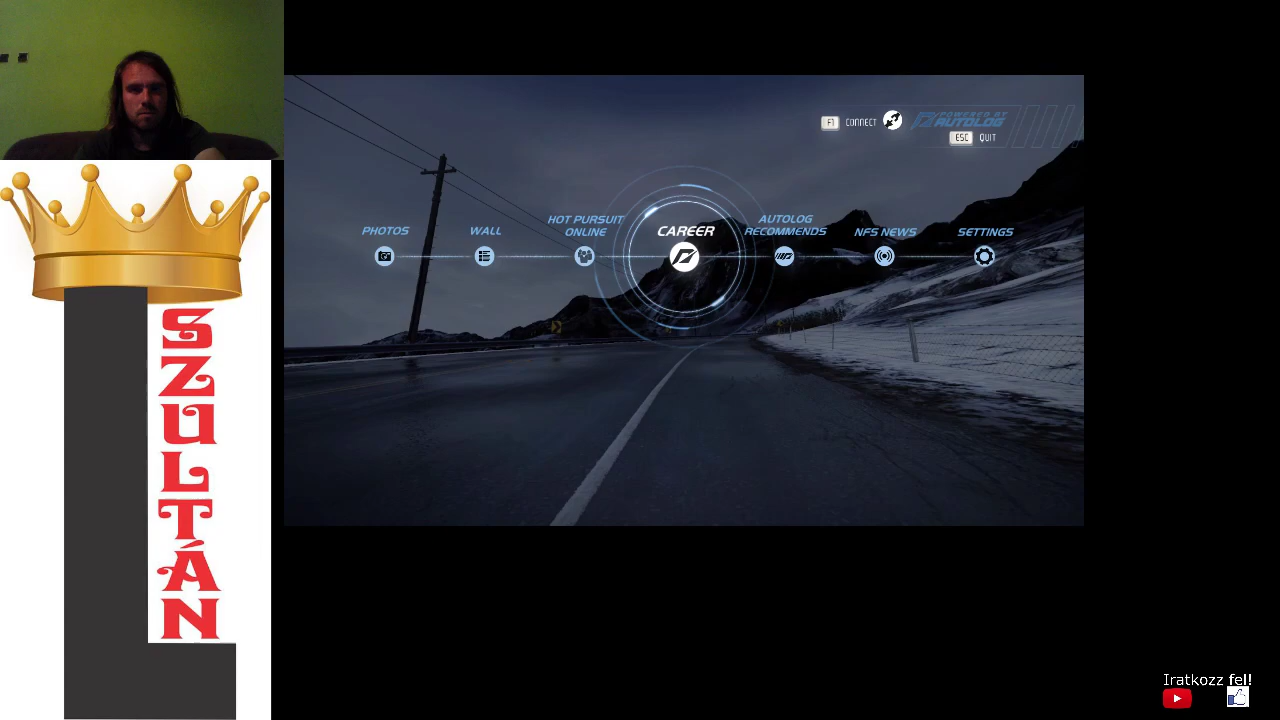 F1 CONNECT
POWERED BY
AUTOLOG
ESC QUIT
PHOTOS
WALL
HOT PURSUIT
ONLINE
CAREER
AUTOLOG
RECOMMENDS
NFS NEWS
SETTINGS
L
SZULTÁN
Iratkozz fel!